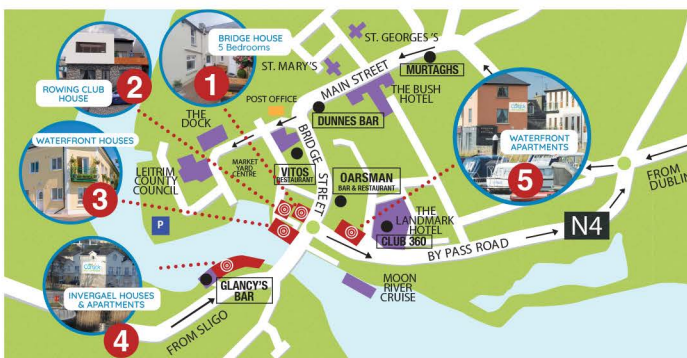 BRIDGE HOUSE
5 Bedrooms
1
ROWING CLUB
HOUSE
2
WATERFRONT HOUSES
3
INVERGAEL HOUSES
& APARTMENTS
4
WATERFRONT
APARTMENTS
5
ST. GEORGES'S
ST. MARY'S
MAIN STREET
MURTAGHS
THE BUSH
HOTEL
POST OFFICE
DUNNES BAR
THE
DOCK
BRIDGE STREET
MARKET
YARD
CENTRE
VITOS
RESTAURANT
OARSMAN
BAR & RESTAURANT
LEITRIM
COUNTY
COUNCIL
P
THE
LANDMARK
HOTEL
CLUB 360
FROM
DUBLIN
N4
BY PASS ROAD
MOON
RIVER
CRUISE
GLANCY'S
BAR
FROM SLIGO